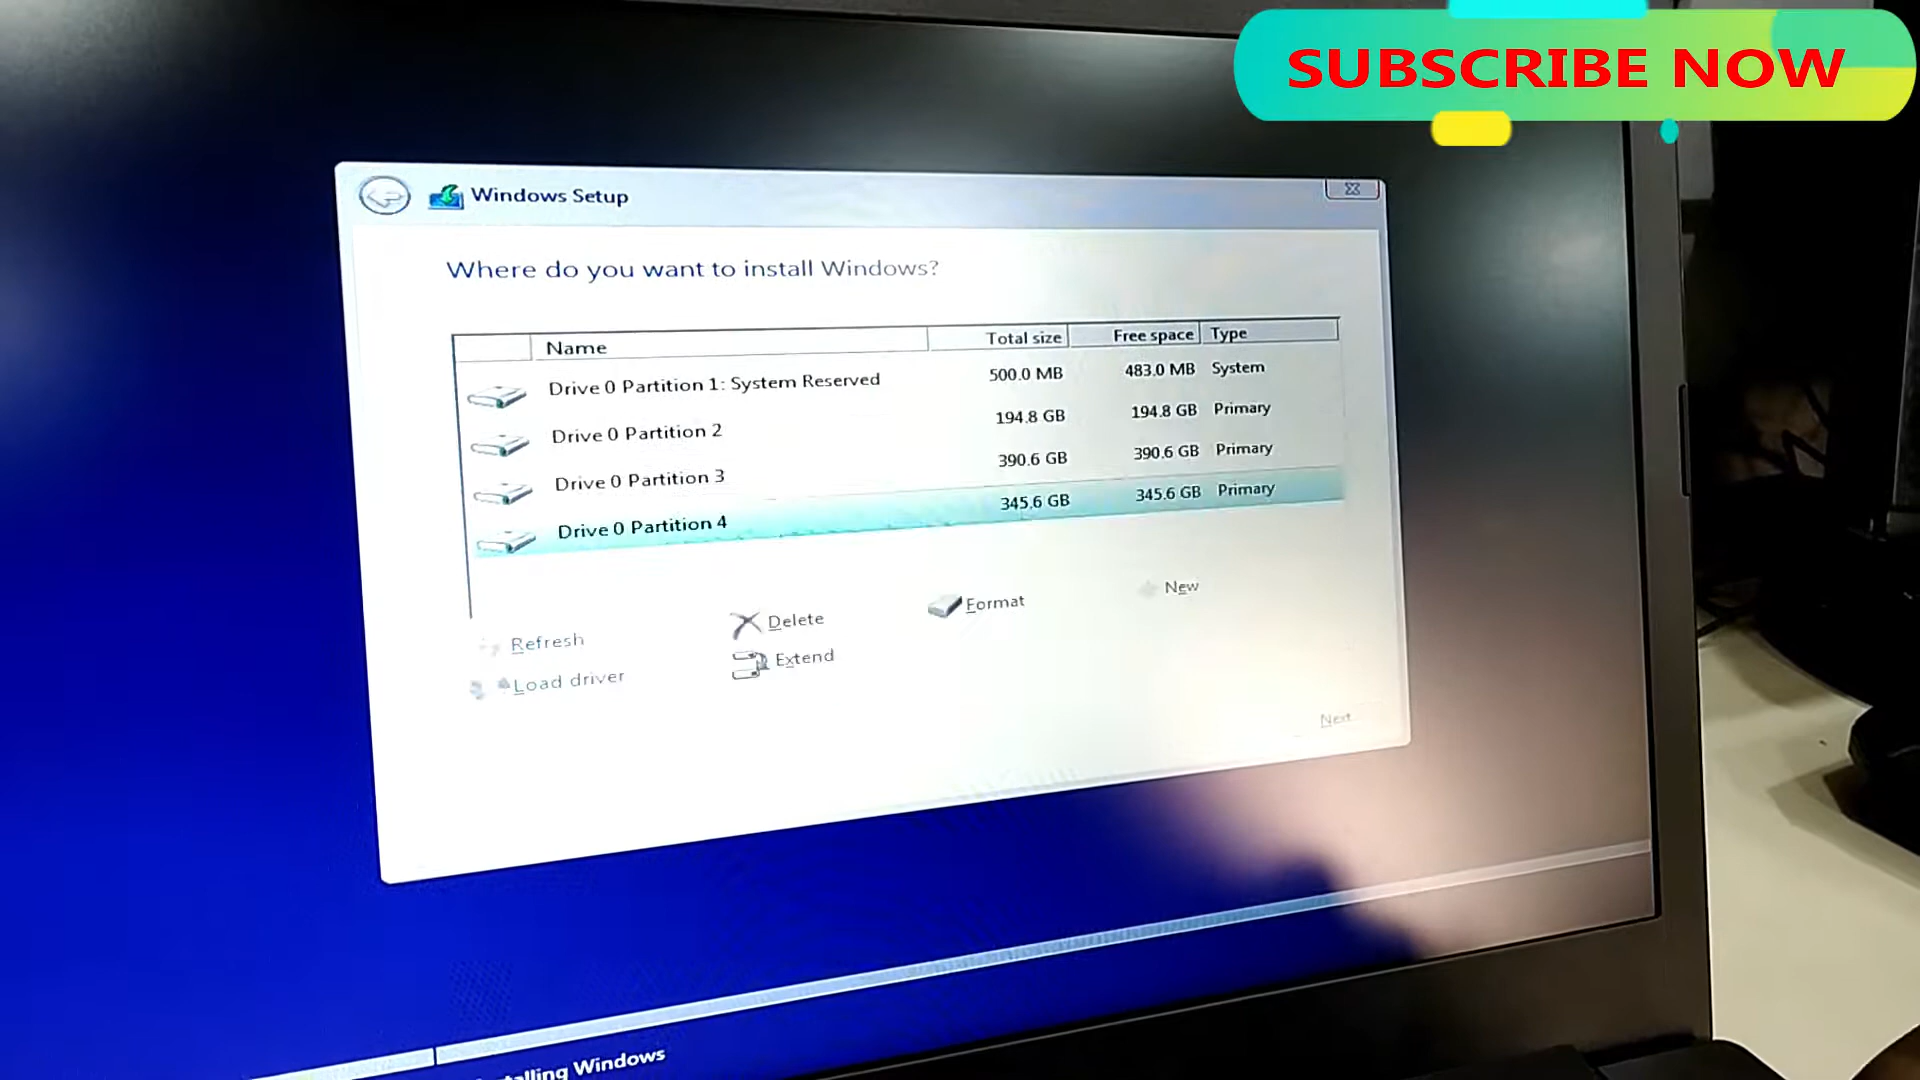 SUBSCRIBE NOW
Windows Setup
Where do you want to install Windows?
Name Total size Free space Type
Drive 0 Partition 1: System Reserved 500.0 MB 483.0 MB System
Drive 0 Partition 2 194.8 GB 194.8 GB Primary
Drive 0 Partition 3 390.6 GB 390.6 GB Primary
Drive 0 Partition 4 345.6 GB 345.6 GB Primary
Refresh Delete Format New
Load driver Extend
Next
Windows